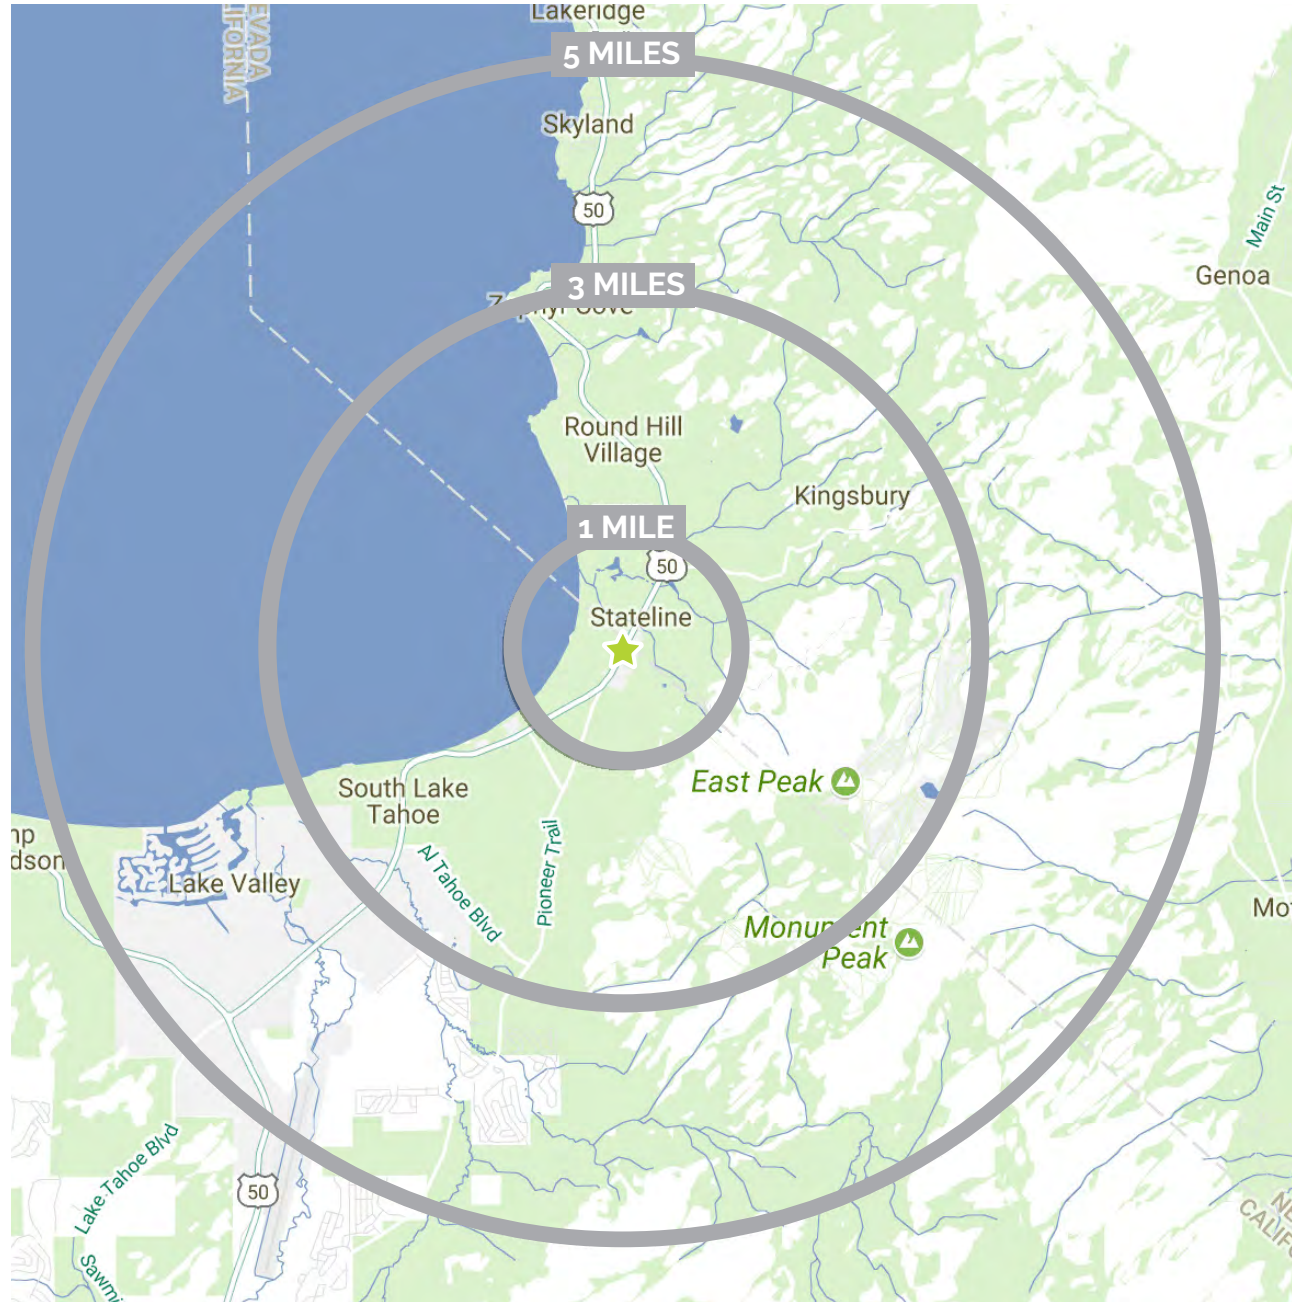 Lakeridge
NEVADA
CALIFORNIA
5 MILES
Skyland
50
Main St
Genoa
3 MILES
Zephyr Cove
Round Hill
Village
Kingsbury
1 MILE
50
Stateline
East Peak
South Lake
Tahoe
Al Tahoe Blvd
Pioneer Trail
Lake Valley
Monument
Peak
Lake Tahoe Blvd
50